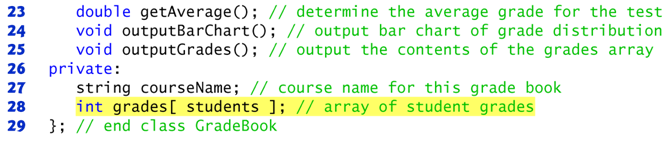 23 double getAverage(); // determine the average grade for the test
24 void outputBarChart(); // output bar chart of grade distribution
25 void outputGrades(); // output the contents of the grades array
26 private:
27 string courseName; // course name for this grade book
28 int grades[ students ]; // array of student grades
29 }; // end class GradeBook